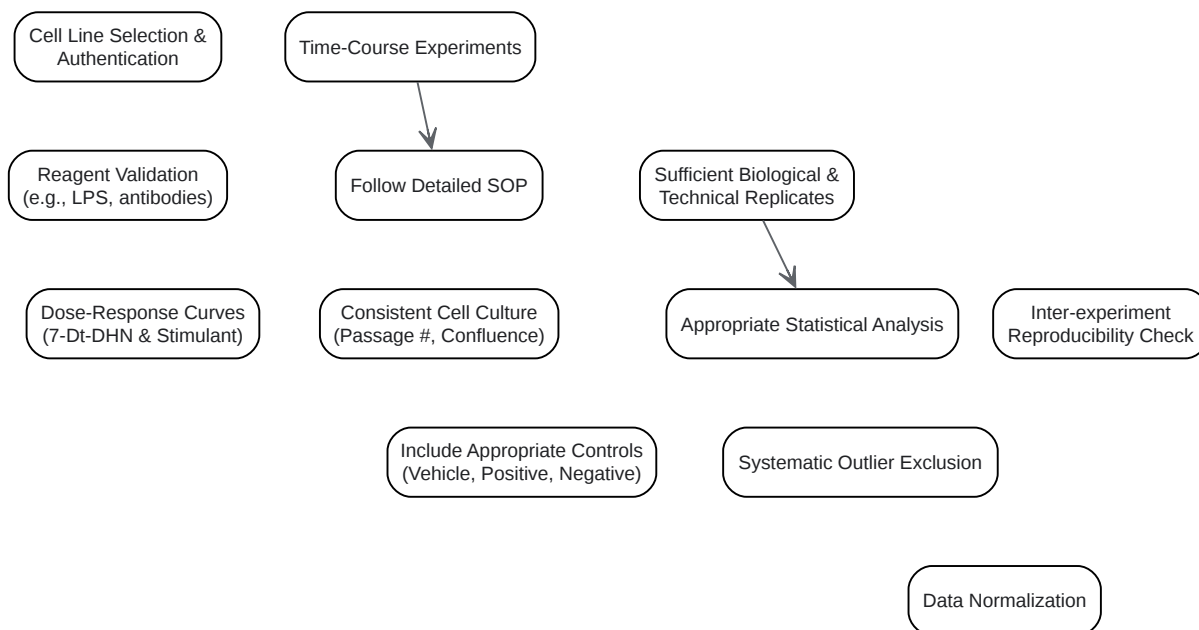 Cell Line Selection &
Authentication
Time-Course Experiments
Reagent Validation
(e.g., LPS, antibodies)
Follow Detailed SOP
Sufficient Biological &
Technical Replicates
Dose-Response Curves
(7-Dt-DHN & Stimulant)
Consistent Cell Culture
(Passage #, Confluence)
Appropriate Statistical Analysis
Inter-experiment
Reproducibility Check
Include Appropriate Controls
(Vehicle, Positive, Negative)
Systematic Outlier Exclusion
Data Normalization